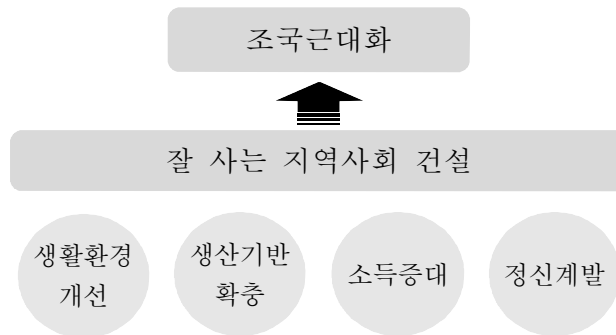 조국근대화
잘 사는 지역사회 건설
생활환경
개선
생산기반
확충
소득증대
정신계발